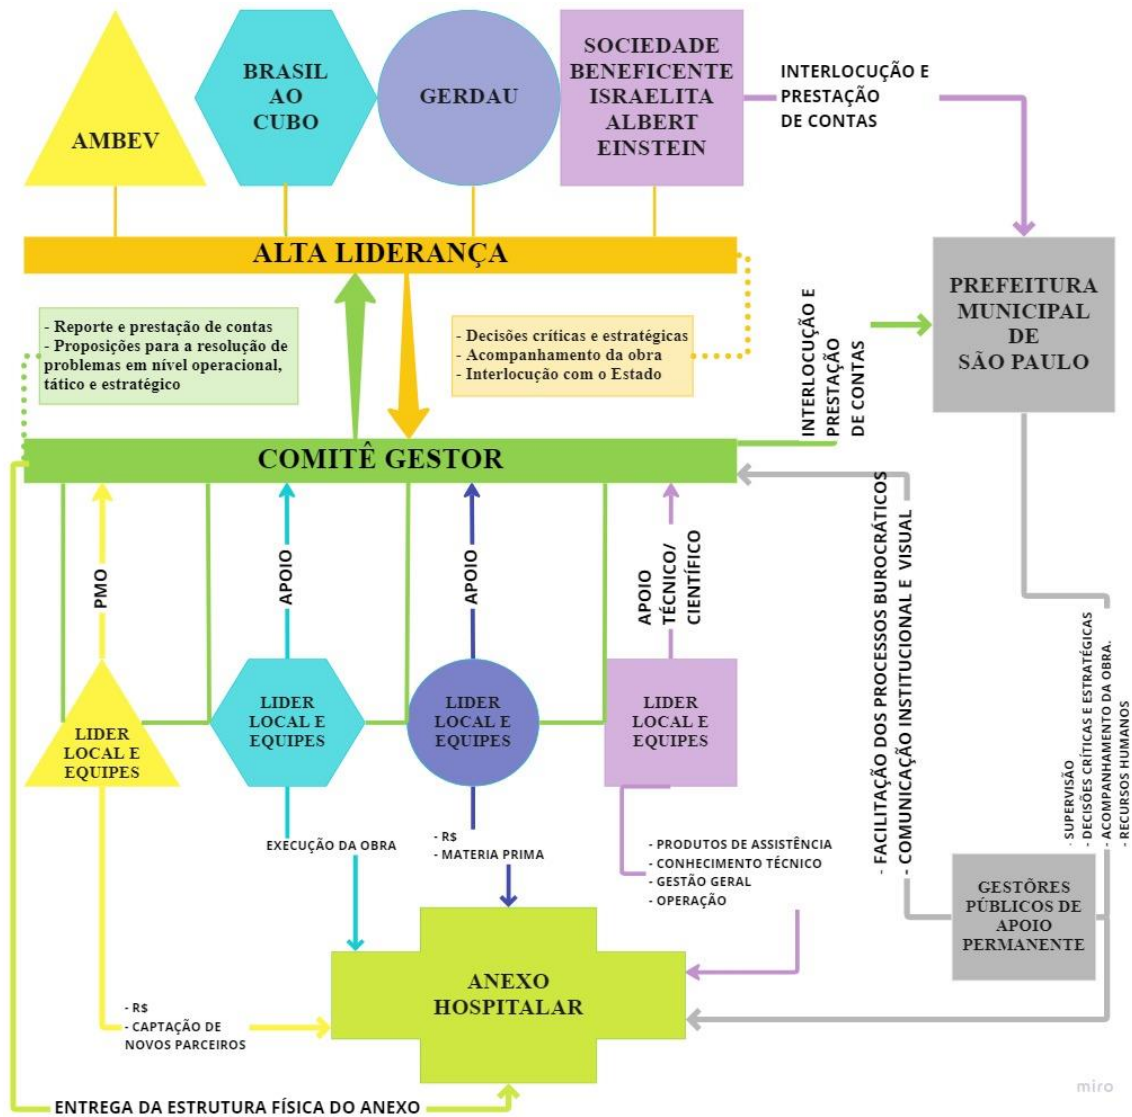 AMBEV
BRASIL
AO
CUBO
GERDAU
SOCIEDADE
BENEFICENTE
ISRAELITA
ALBERT
EINSTEIN
INTERLOCUÇÃO E
PRESTAÇÃO
DE CONTAS
ALTA LIDERANÇA
PREFEITURA
MUNICIPAL
DE
SÃO PAULO
- Reporte e prestação de contas
- Proposições para a resolução de
problemas em nível operacional,
tático e estratégico
- Decisões críticas e estratégicas
- Acompanhamento da obra
- Interlocução com o Estado
INTERLOCUÇÃO E
PRESTAÇÃO
DE CONTAS
COMITÊ GESTOR
PMO
APOIO
APOIO
APOIO
TÉCNICO/
CIENTÍFICO
- FACILITAÇÃO DOS PROCESSOS BUROCRÁTICOS
- COMUNICAÇÃO INSTITUCIONAL E VISUAL
- SUPERVISÃO
- DECISÕES CRÍTICAS E ESTRATÉGICAS
- ACOMPANHAMENTO DA OBRA.
- RECURSOS HUMANOS
LIDER
LOCAL E
EQUIPES
LIDER
LOCAL E
EQUIPES
LIDER
LOCAL E
EQUIPES
LIDER
LOCAL E
EQUIPES
EXECUÇÃO DA OBRA
- R$
- MATERIA PRIMA
- PRODUTOS DE ASSISTÊNCIA
- CONHECIMENTO TÉCNICO
- GESTÃO GERAL
- OPERAÇÃO
GESTÕRES
PÚBLICOS DE
APOIO
PERMANENTE
ANEXO
HOSPITALAR
- R$
- CAPTAÇÃO DE
NOVOS PARCEIROS
ENTREGA DA ESTRUTURA FÍSICA DO ANEXO
miro